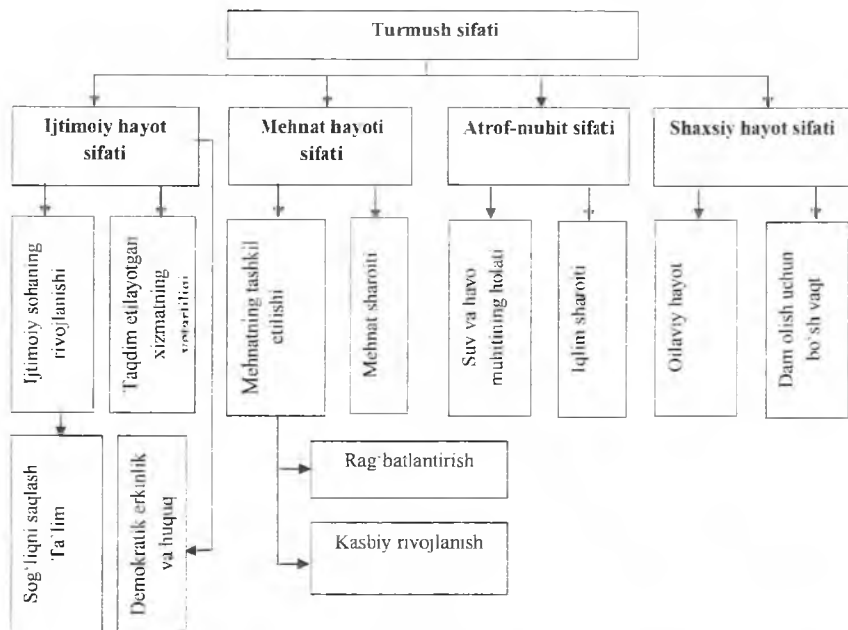 Turmush sifati
Ijtimoiy hayot
sifati
Mehnat hayoti
sifati
Atrof-muhit sifati
Shaxsiy hayot sifati
Ijtimoiy sohaning
rivojlanishi
Taqdim etilayotgan
xizmatning
Mehnatning tashkil
etilishi
Mehnat sharoiti
Suv va havo
muhitining holati
Iqlim sharoiti
Oilaviy hayot
Dam olish uchun
bo`sh vaqt
Sog`liqni saqlash
Ta`lim
Demokratik erkinlik
va huquq
Rag`batlantirish
Kasbiy rivojlanish